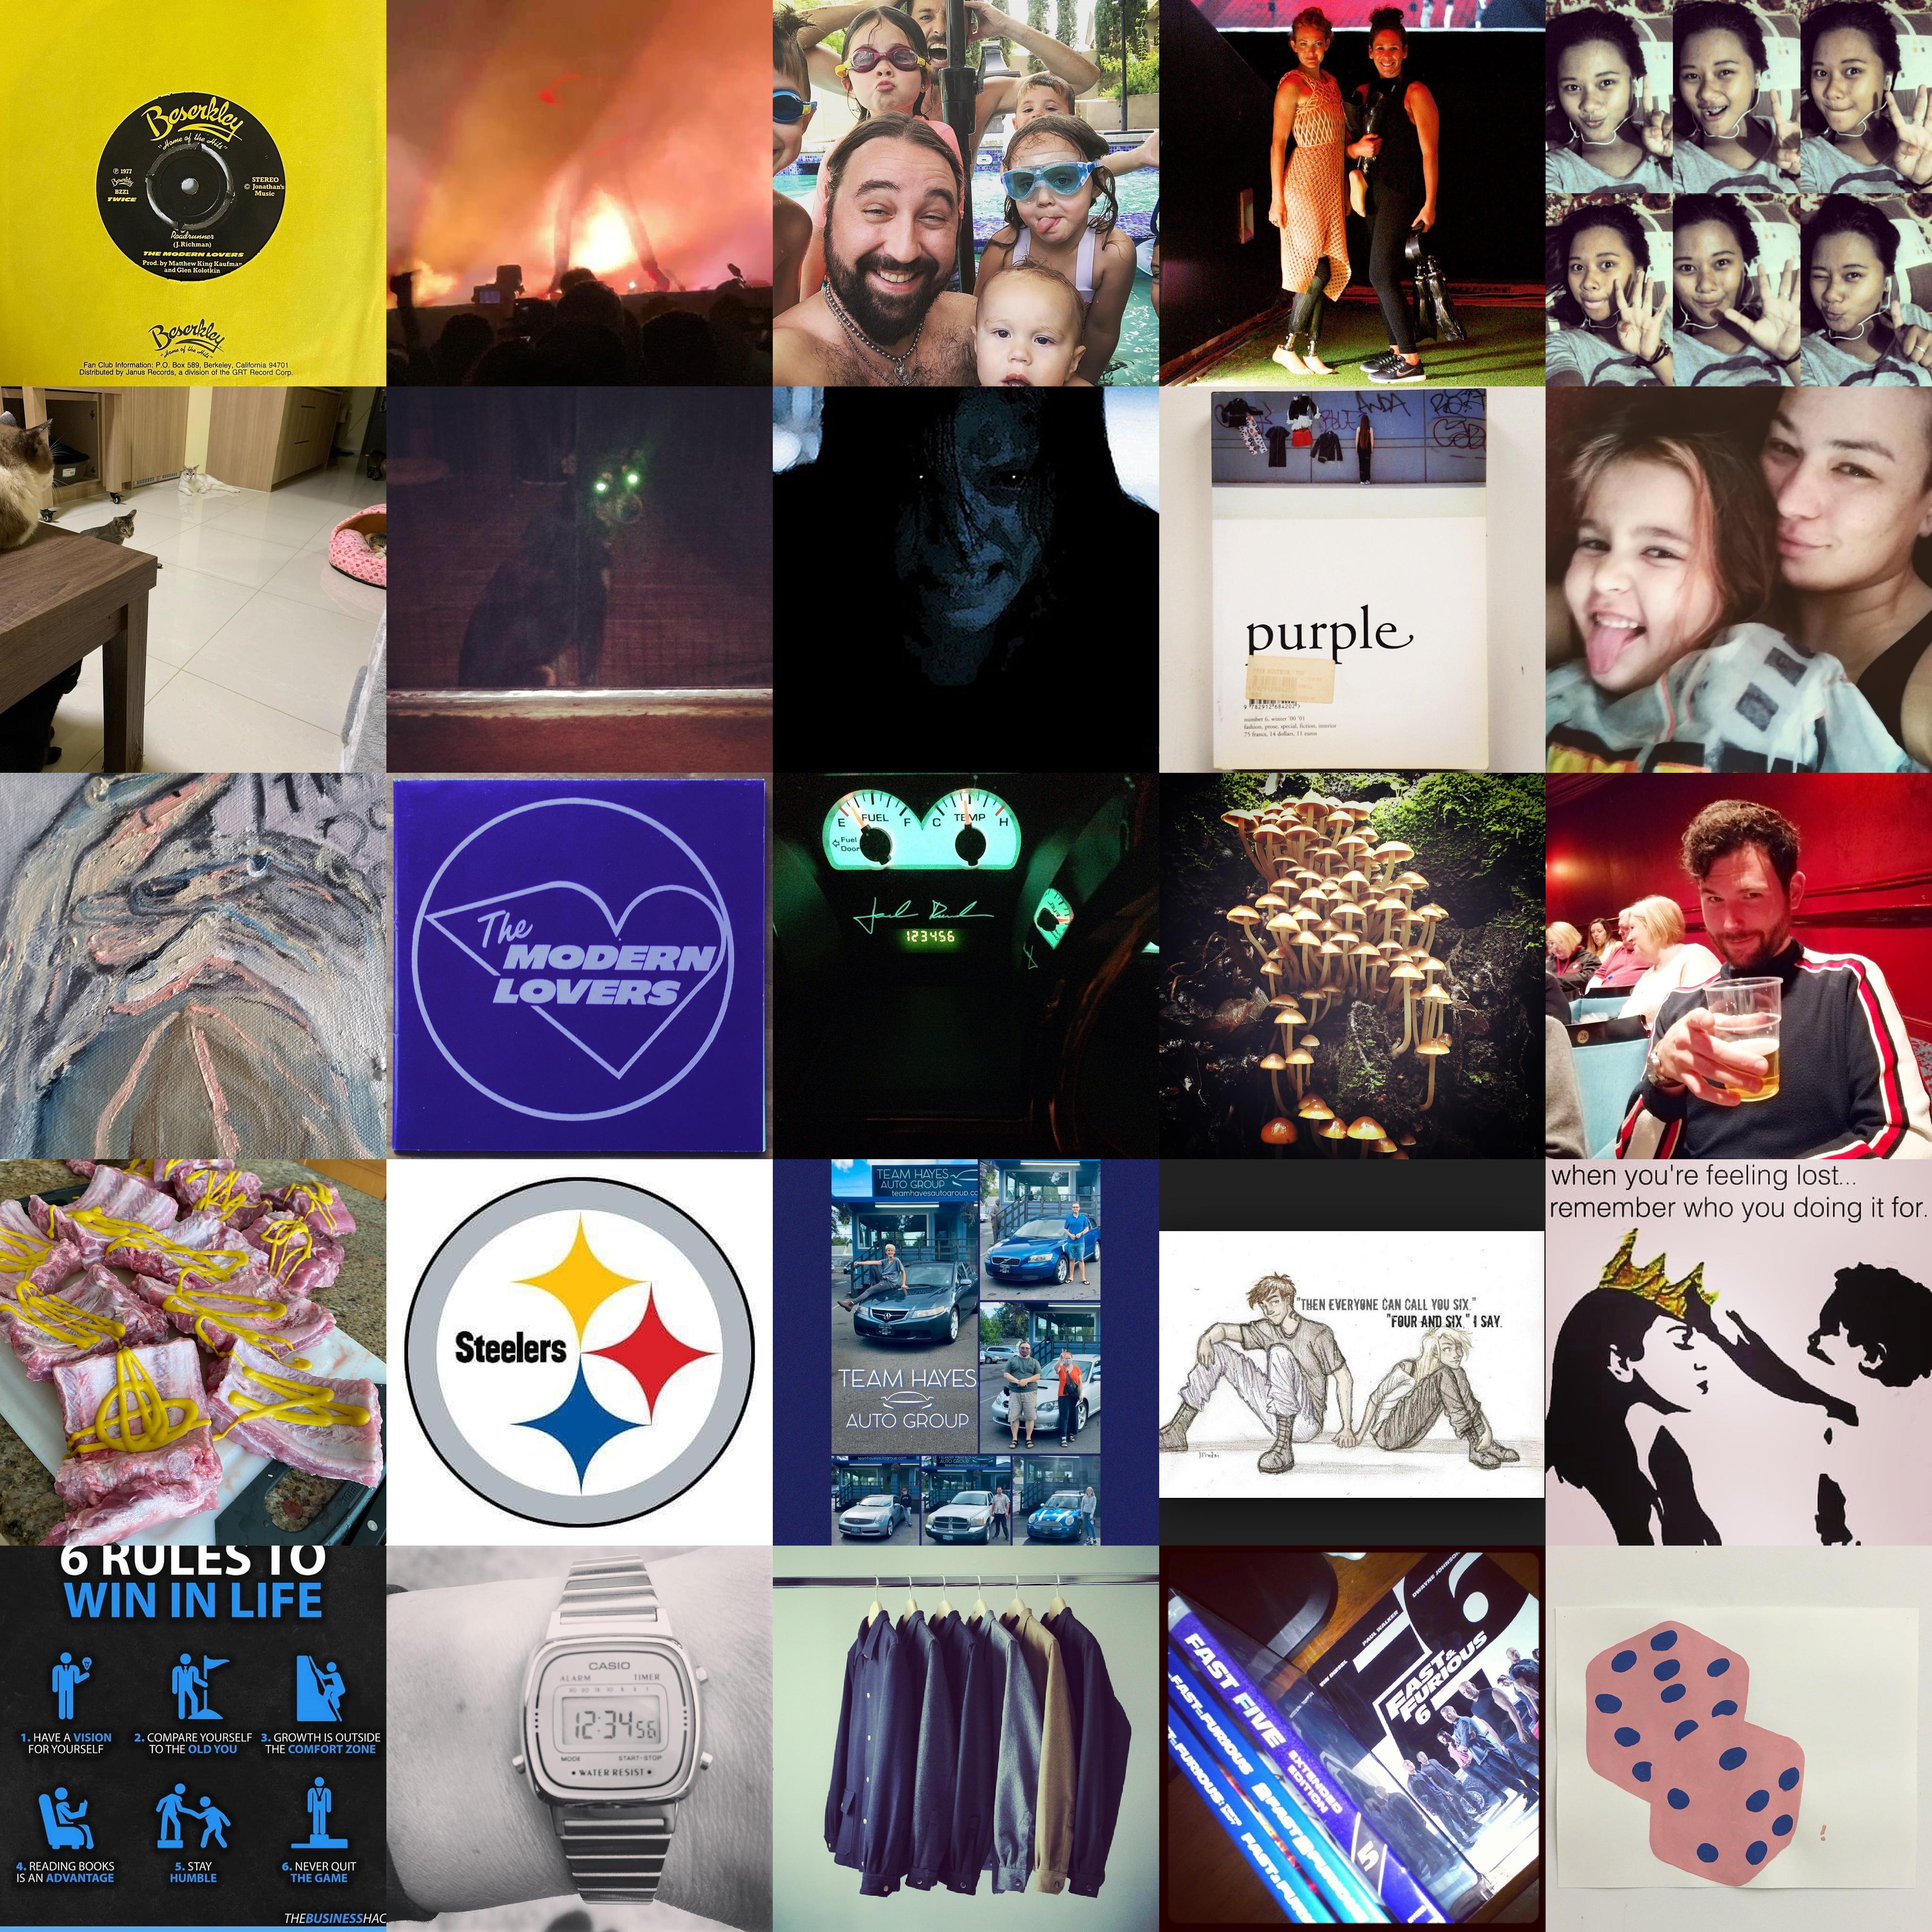 Beserkley
"Home of the Hits"
℗ 1977
Beserkley
BZZ1
TWICE
STEREO
© Jonathan's
Music
Roadrunner
(J. Richman)
THE MODERN LOVERS
Prod. by Matthew King Kaufman
and Glen Kolotkin
Beserkley
"Home of the Hits"
Fan Club Information: P.O. Box 589, Berkeley, California 94701
Distributed by Janus Records, a division of the GRT Record Corp.
purple
9 782912 684202
number 6, winter '00 '01
fashion, prose, special, fiction, interior
75 francs, 14 dollars, 11 euros
The
MODERN
LOVERS
E FUEL F
C TEMP H
Fuel
Door
123456
Steelers
TEAM HAYES
AUTO GROUP
teamhayesautogroup.co
TEAM HAYES
AUTO GROUP
"THEN EVERYONE CAN CALL YOU SIX."
"FOUR AND SIX." I SAY.
when you're feeling lost...
remember who you doing it for.
6 RULES TO
WIN IN LIFE
1. HAVE A VISION
FOR YOURSELF
2. COMPARE YOURSELF
TO THE OLD YOU
3. GROWTH IS OUTSIDE
THE COMFORT ZONE
4. READING BOOKS
IS AN ADVANTAGE
5. STAY
HUMBLE
6. NEVER QUIT
THE GAME
THEBUSINESSHAC
CASIO
ALARM TIMER
12:34 56
MODE START-STOP
WATER RESIST
FAST FIVE
EXTENDED
EDITION
5
PAUL WALKER
DWAYNE JOHNSON
VIN DIESEL
6
FAST&
FURIOUS
6
!